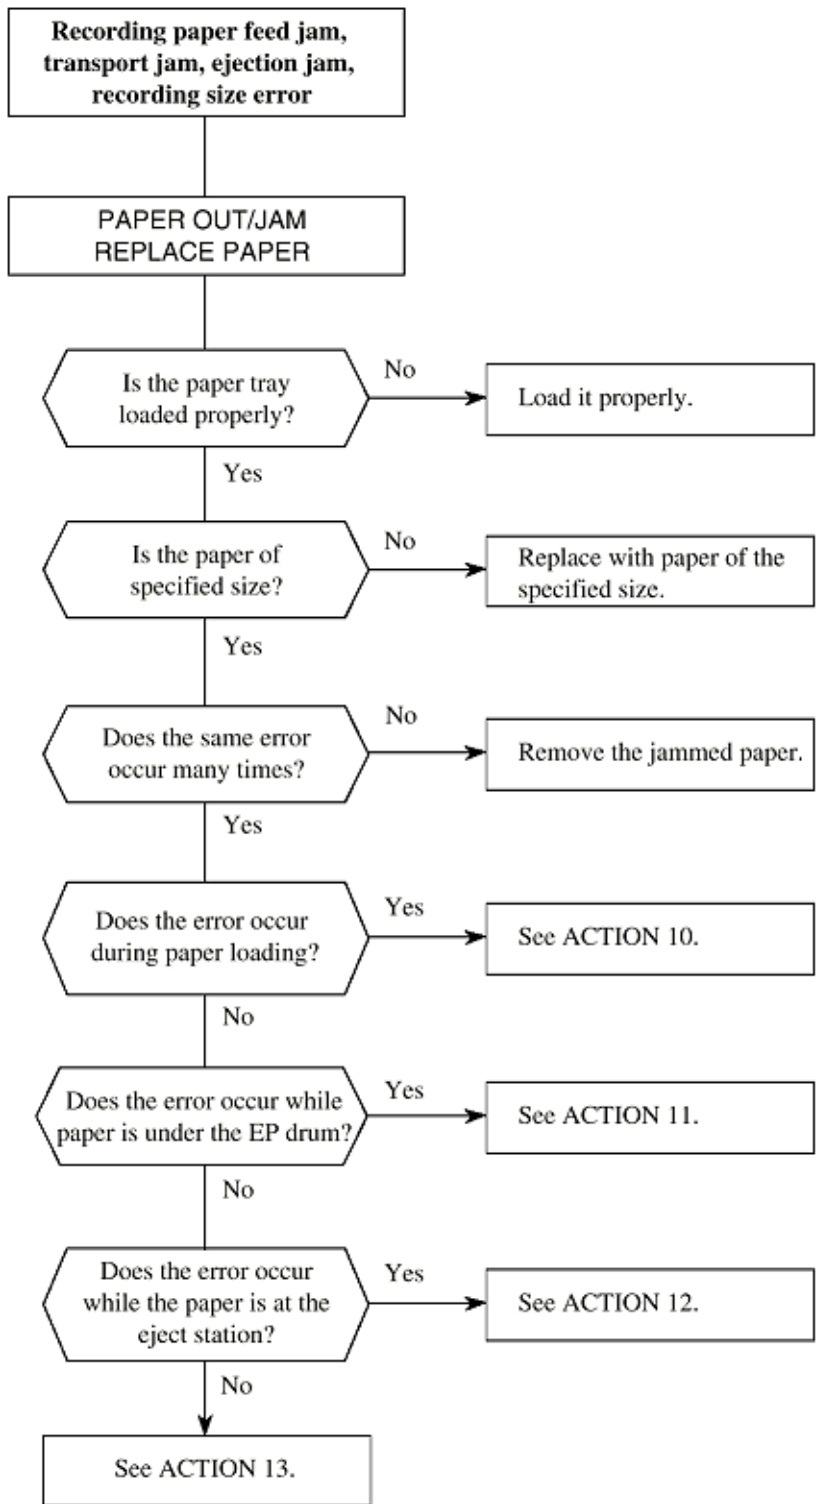 Recording paper feed jam,
transport jam, ejection jam,
recording size error
PAPER OUT/JAM
REPLACE PAPER
Is the paper tray
loaded properly?
No
Load it properly.
Yes
Is the paper of
specified size?
No
Replace with paper of the
specified size.
Yes
Does the same error
occur many times?
No
Remove the jammed paper.
Yes
Does the error occur
during paper loading?
Yes
See ACTION 10.
No
Does the error occur while
paper is under the EP drum?
Yes
See ACTION 11.
No
Does the error occur
while the paper is at the
eject station?
Yes
See ACTION 12.
No
See ACTION 13.